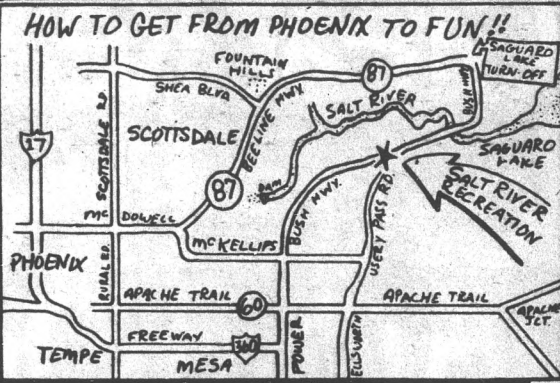 HOW TO GET FROM PHOENIX TO FUN!!
SAGUARO
LAKE
TURN-OFF
FOUNTAIN
HILLS
87
SHEA BLVD.
BUSH HWY.
SALT RIVER
BEELINE HWY.
SCOTTSDALE RD.
SCOTTSDALE
17
SAGUARO
LAKE
SALT RIVER
RECREATION
87
DAM
BUSH HWY.
USERY PASS RD.
Mc DOWELL
McKELLIPS
PHOENIX
RURAL RD.
APACHE TRAIL
60
APACHE TRAIL
APACHE
JCT.
FREEWAY
360
TEMPE
MESA
POWER
ELLSWORTH